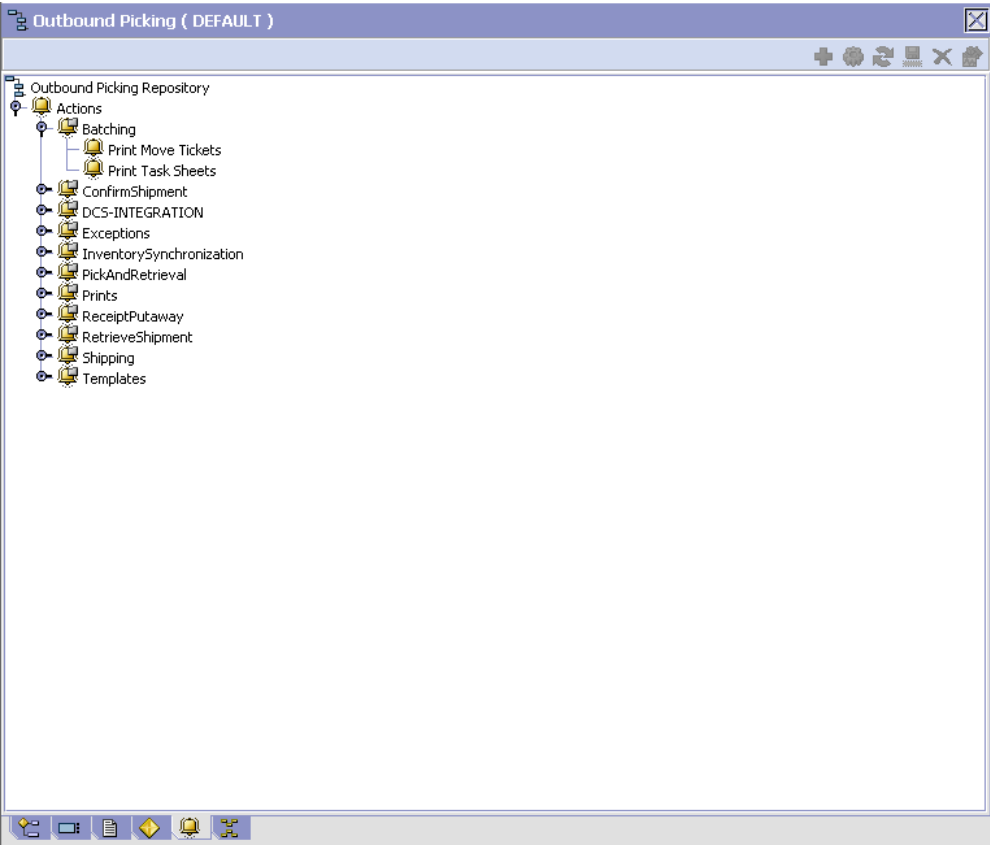 Outbound Picking ( DEFAULT )
Outbound Picking Repository
Actions
Batching
Print Move Tickets
Print Task Sheets
ConfirmShipment
DCS-INTEGRATION
Exceptions
InventorySynchronization
PickAndRetrieval
Prints
ReceiptPutaway
RetrieveShipment
Shipping
Templates